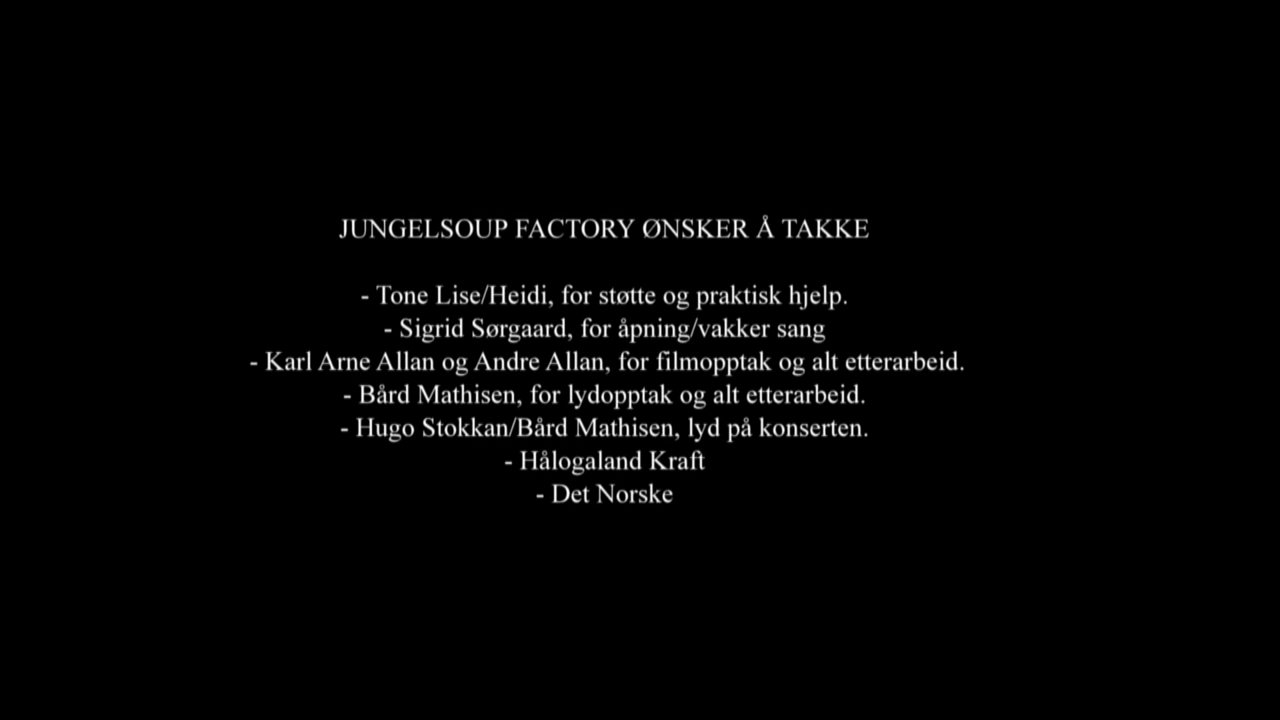 JUNGELSOUP FACTORY ØNSKER Å TAKKE
- Tone Lise/Heidi, for støtte og praktisk hjelp.
- Sigrid Sørgaard, for åpning/vakker sang
- Karl Arne Allan og Andre Allan, for filmopptak og alt etterarbeid.
- Bård Mathisen, for lydopptak og alt etterarbeid.
- Hugo Stokkan/Bård Mathisen, lyd på konserten.
- Hålogaland Kraft
- Det Norske